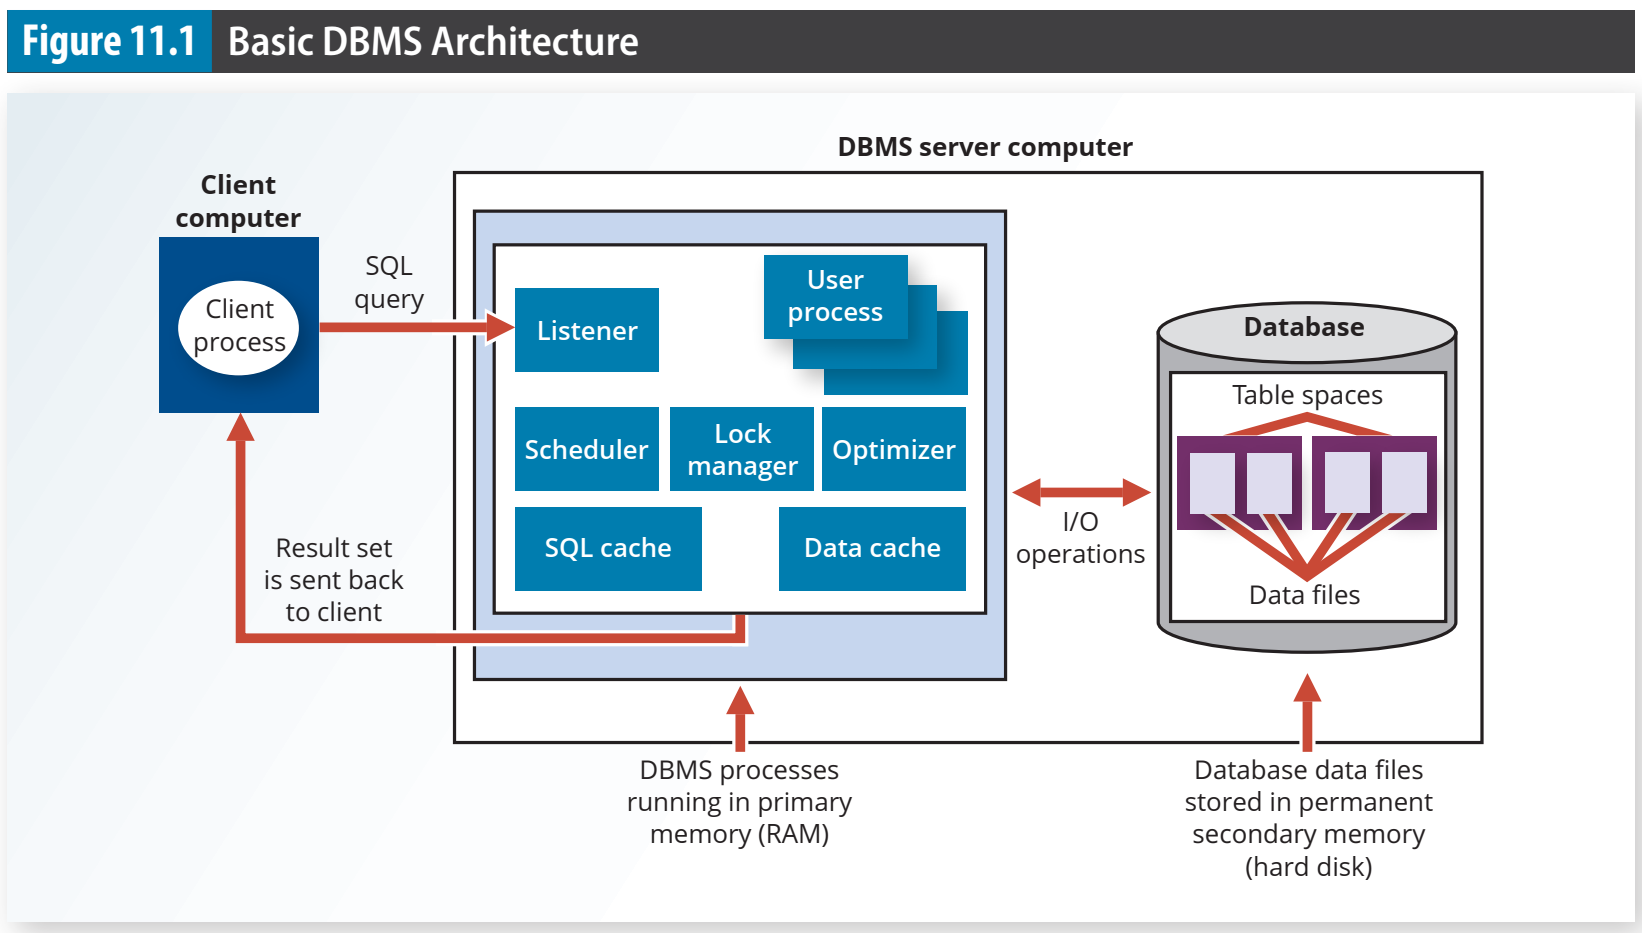 Figure 11.1 Basic DBMS Architecture
DBMS server computer
Client
computer
Client
process
SQL
query
Listener
User
process
Scheduler
Lock
manager
Optimizer
SQL cache
Data cache
Result set
is sent back
to client
I/O
operations
Database
Table spaces
Data files
DBMS processes
running in primary
memory (RAM)
Database data files
stored in permanent
secondary memory
(hard disk)